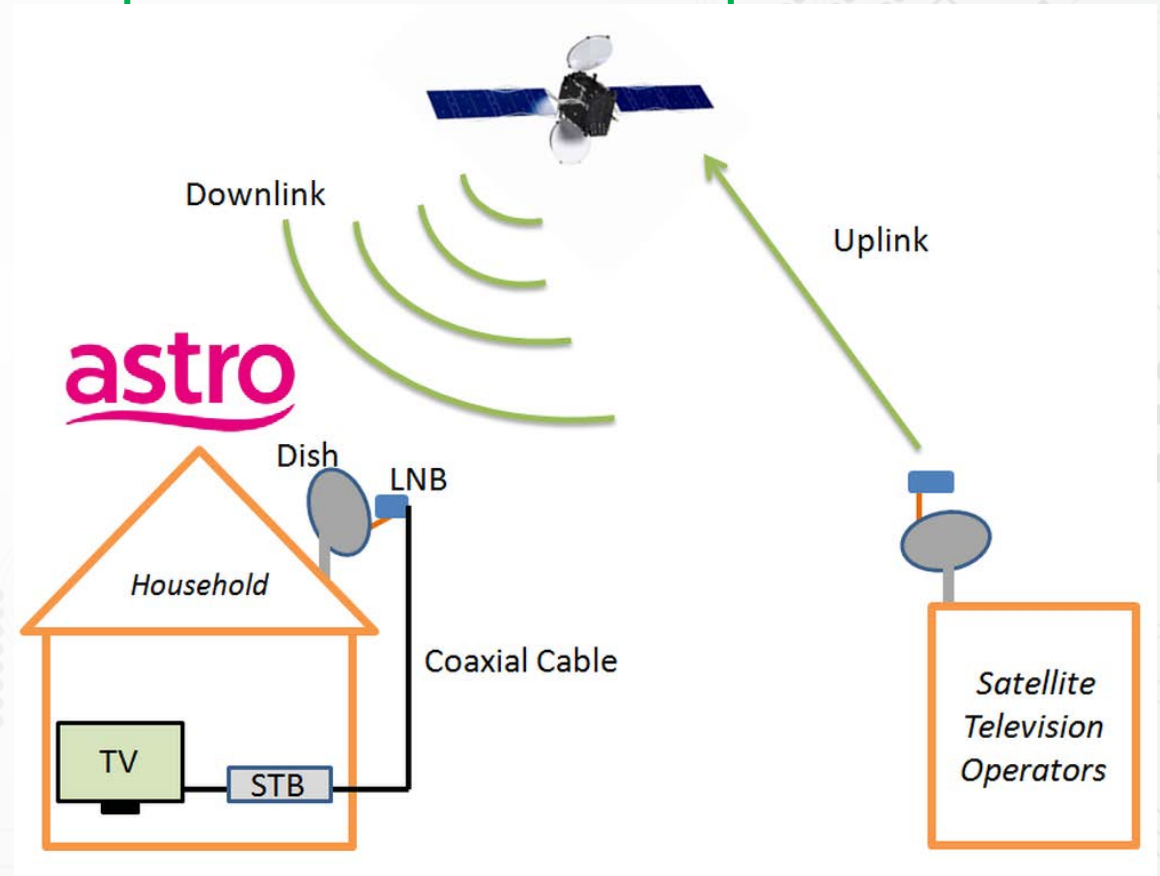 Downlink
Uplink
astro
Dish
LNB
Household
Coaxial Cable
Satellite
Television
Operators
TV
STB